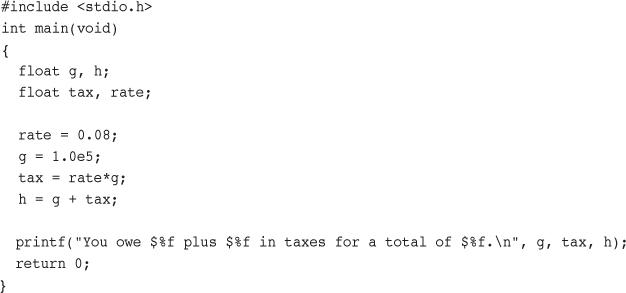 #include <stdio.h>
int main(void)
{
  float g, h;
  float tax, rate;

  rate = 0.08;
  g = 1.0e5;
  tax = rate*g;
  h = g + tax;

  printf("You owe $%f plus $%f in taxes for a total of $%f.\n", g, tax, h);
  return 0;
}